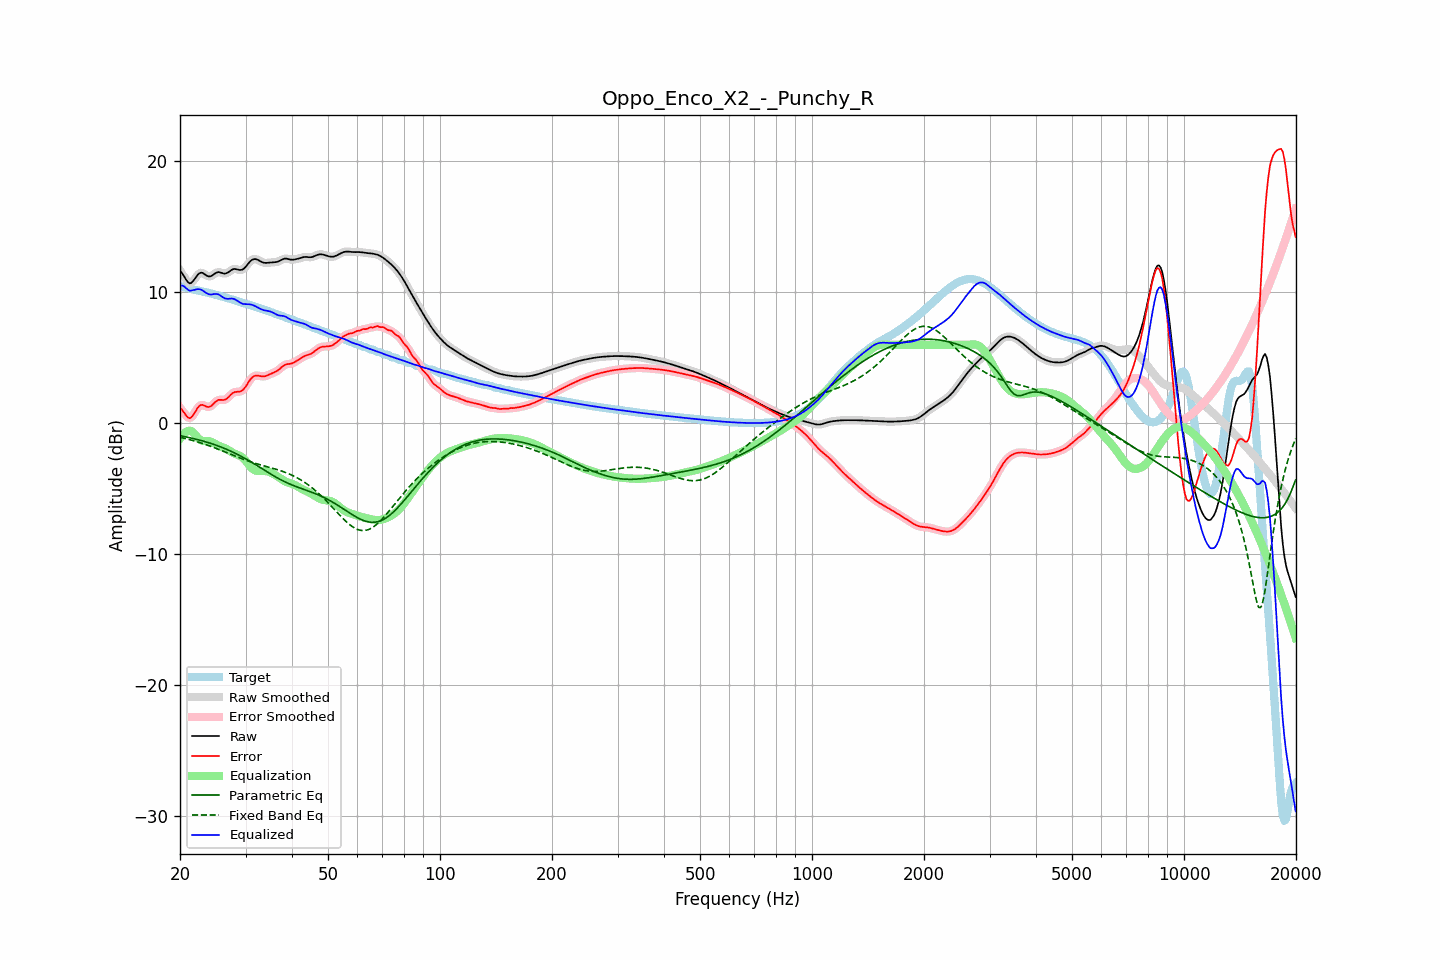 Oppo_Enco_X2_-_Punchy_R
Amplitude (dBr)
20
10
0
−10
−20
−30
Target
Raw Smoothed
Error Smoothed
Raw
Error
Equalization
Parametric Eq
Fixed Band Eq
Equalized
20 50 100 200 500 1000 2000 5000 10000 20000
Frequency (Hz)